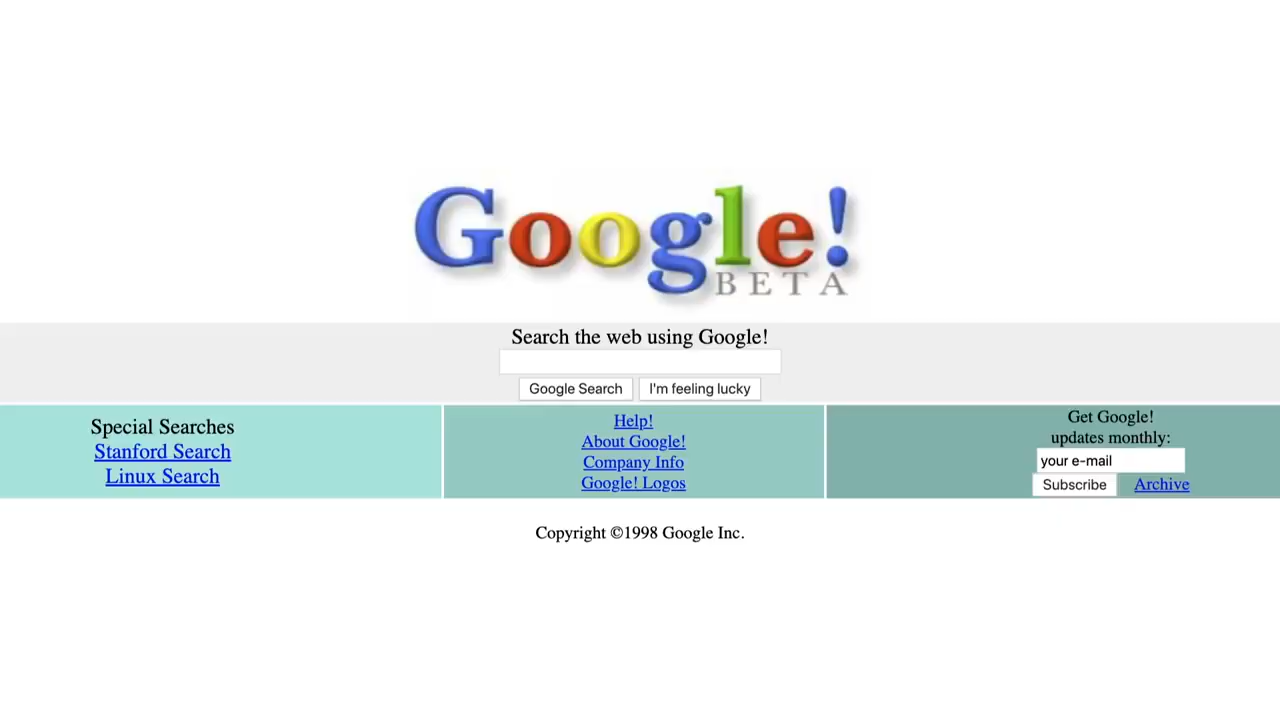 Google!
BETA
Search the web using Google!
Google Search I'm feeling lucky
Special Searches
Stanford Search
Linux Search
Help!
About Google!
Company Info
Google! Logos
Get Google!
updates monthly:
your e-mail
Subscribe Archive
Copyright ©1998 Google Inc.